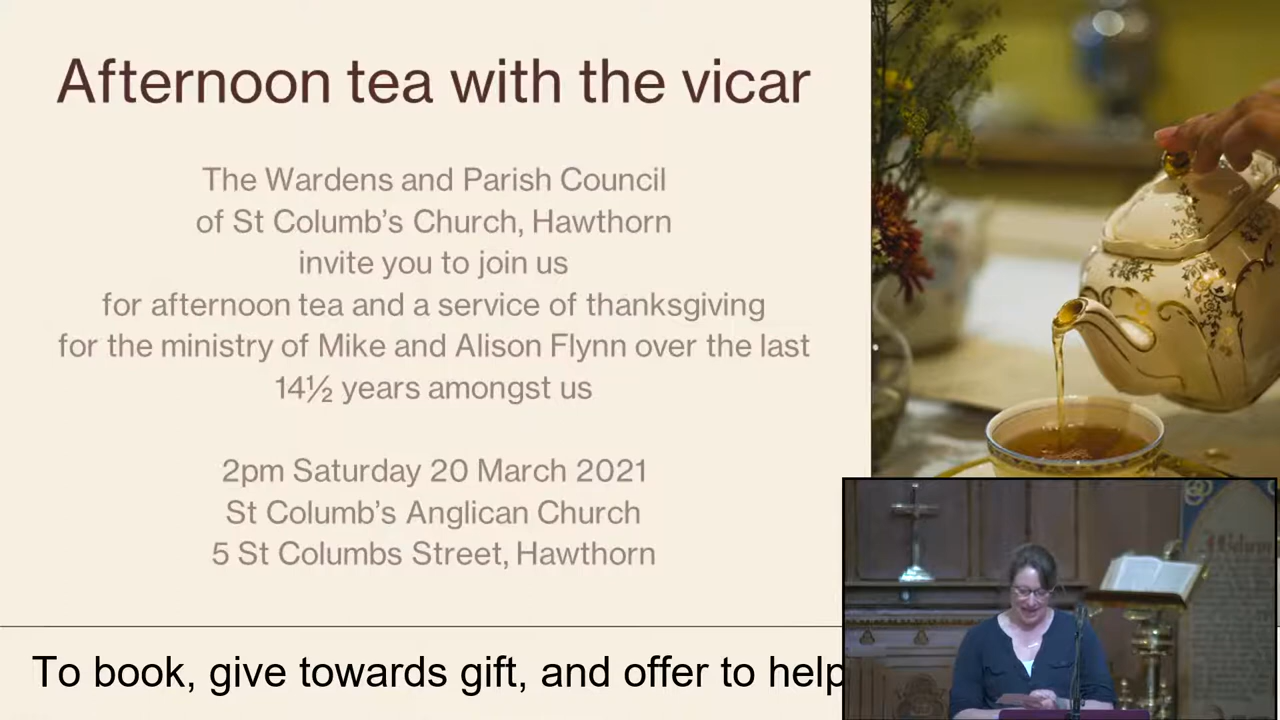 Afternoon tea with the vicar
The Wardens and Parish Council
of St Columb's Church, Hawthorn
invite you to join us
for afternoon tea and a service of thanksgiving
for the ministry of Mike and Alison Flynn over the last
14½ years amongst us
2pm Saturday 20 March 2021
St Columb's Anglican Church
5 St Columbs Street, Hawthorn
To book, give towards gift, and offer to help